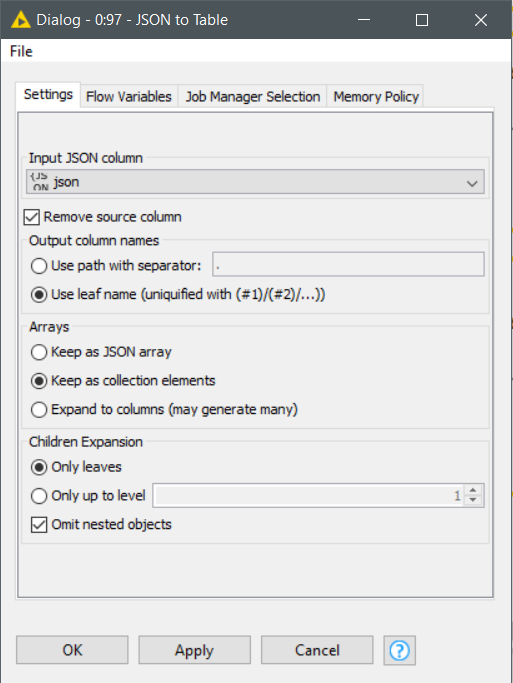 Dialog - 0:97 - JSON to Table
File
Settings Flow Variables Job Manager Selection Memory Policy
Input JSON column
{JS ON json
Remove source column
Output column names
Use path with separator: .
Use leaf name (uniquified with (#1)/(#2)/...))
Arrays
Keep as JSON array
Keep as collection elements
Expand to columns (may generate many)
Children Expansion
Only leaves
Only up to level 1
Omit nested objects
OK Apply Cancel ?